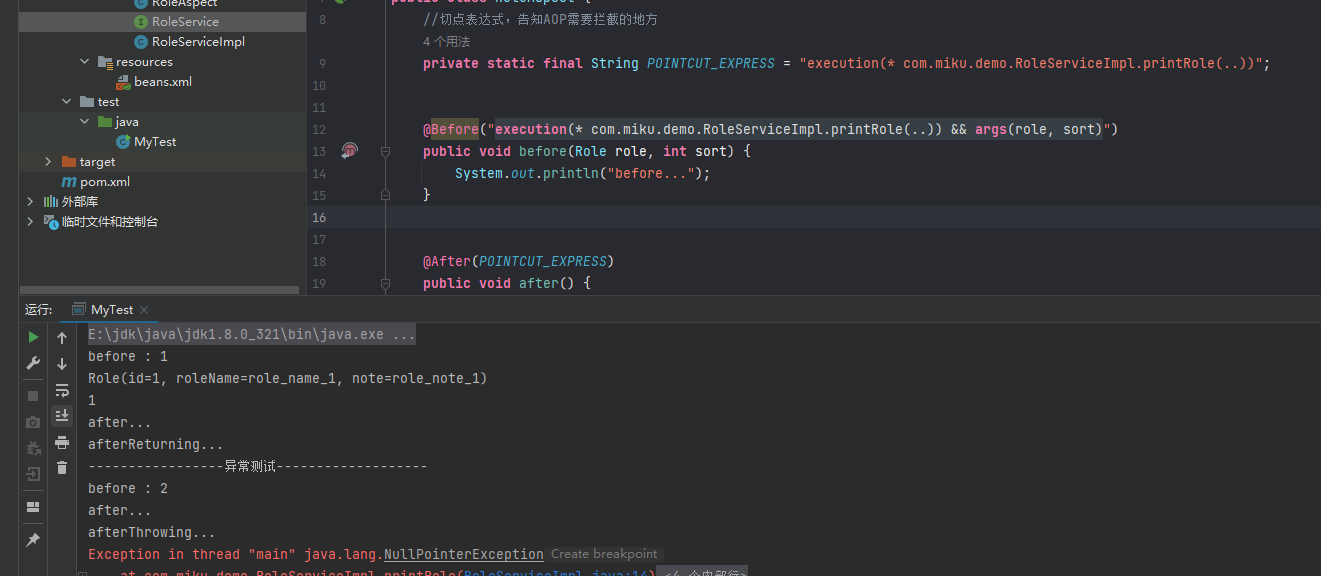 RoleAspect
RoleService
RoleServiceImpl
resources
beans.xml
test
java
MyTest
target
pom.xml
外部库
临时文件和控制台
8 //切点表达式，告知AOP需要拦截的地方
4 个用法
9 private static final String POINTCUT_EXPRESS = "execution(* com.miku.demo.RoleServiceImpl.printRole(..))";
10
11
12 @Before("execution(* com.miku.demo.RoleServiceImpl.printRole(..)) && args(role, sort)")
13 public void before(Role role, int sort) {
14 System.out.println("before...");
15 }
16
17
18 @After(POINTCUT_EXPRESS)
19 public void after() {
运行: MyTest
E:\jdk\java\jdk1.8.0_321\bin\java.exe ...
before : 1
Role(id=1, roleName=role_name_1, note=role_note_1)
1
after...
afterReturning...
-----------------异常测试-------------------
before : 2
after...
afterThrowing...
Exception in thread "main" java.lang.NullPointerException Create breakpoint
at com.miku.demo.RoleServiceImpl.printRole(RoleServiceImpl.java:14) <4 个内部行>